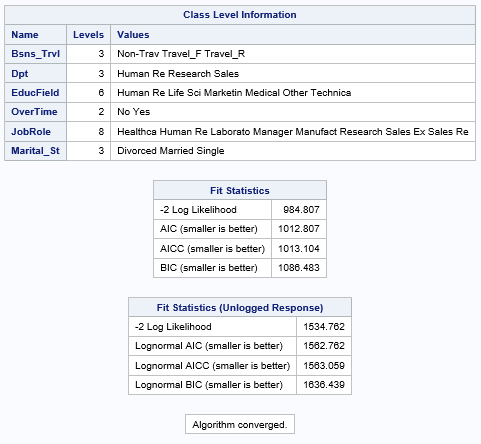 Class Level Information
Name Levels Values
Bsns_Trvl 3 Non-Trav Travel_F Travel_R
Dpt 3 Human Re Research Sales
EducField 6 Human Re Life Sci Marketin Medical Other Technica
OverTime 2 No Yes
JobRole 8 Healthca Human Re Laborato Manager Manufact Research Sales Ex Sales Re
Marital_St 3 Divorced Married Single
Fit Statistics
-2 Log Likelihood 984.807
AIC (smaller is better) 1012.807
AICC (smaller is better) 1013.104
BIC (smaller is better) 1086.483
Fit Statistics (Unlogged Response)
-2 Log Likelihood 1534.762
Lognormal AIC (smaller is better) 1562.762
Lognormal AICC (smaller is better) 1563.059
Lognormal BIC (smaller is better) 1636.439
Algorithm converged.